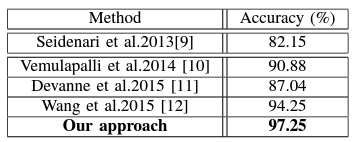 Method Accuracy (%)
Seidenari et al.2013[9] 82.15
Vemulapalli et al.2014 [10] 90.88
Devanne et al.2015 [11] 87.04
Wang et al.2015 [12] 94.25
Our approach 97.25